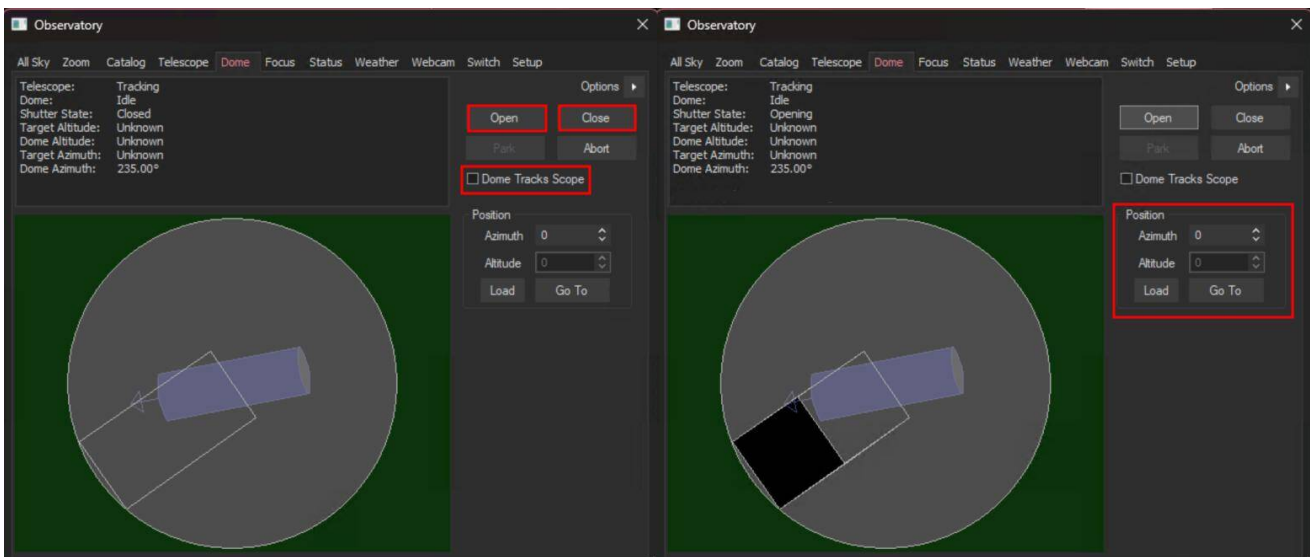 Observatory
All Sky Zoom Catalog Telescope Dome Focus Status Weather Webcam Switch Setup
Telescope: Tracking
Dome: Idle
Shutter State: Closed
Target Altitude: Unknown
Dome Altitude: Unknown
Target Azimuth: Unknown
Dome Azimuth: 235.00°
Options
Open Close
Park Abort
Dome Tracks Scope
Position
Azimuth 0
Altitude 0
Load Go To
Observatory
All Sky Zoom Catalog Telescope Dome Focus Status Weather Webcam Switch Setup
Telescope: Tracking
Dome: Idle
Shutter State: Opening
Target Altitude: Unknown
Dome Altitude: Unknown
Target Azimuth: Unknown
Dome Azimuth: 235.00°
Options
Open Close
Park Abort
Dome Tracks Scope
Position
Azimuth 0
Altitude 0
Load Go To